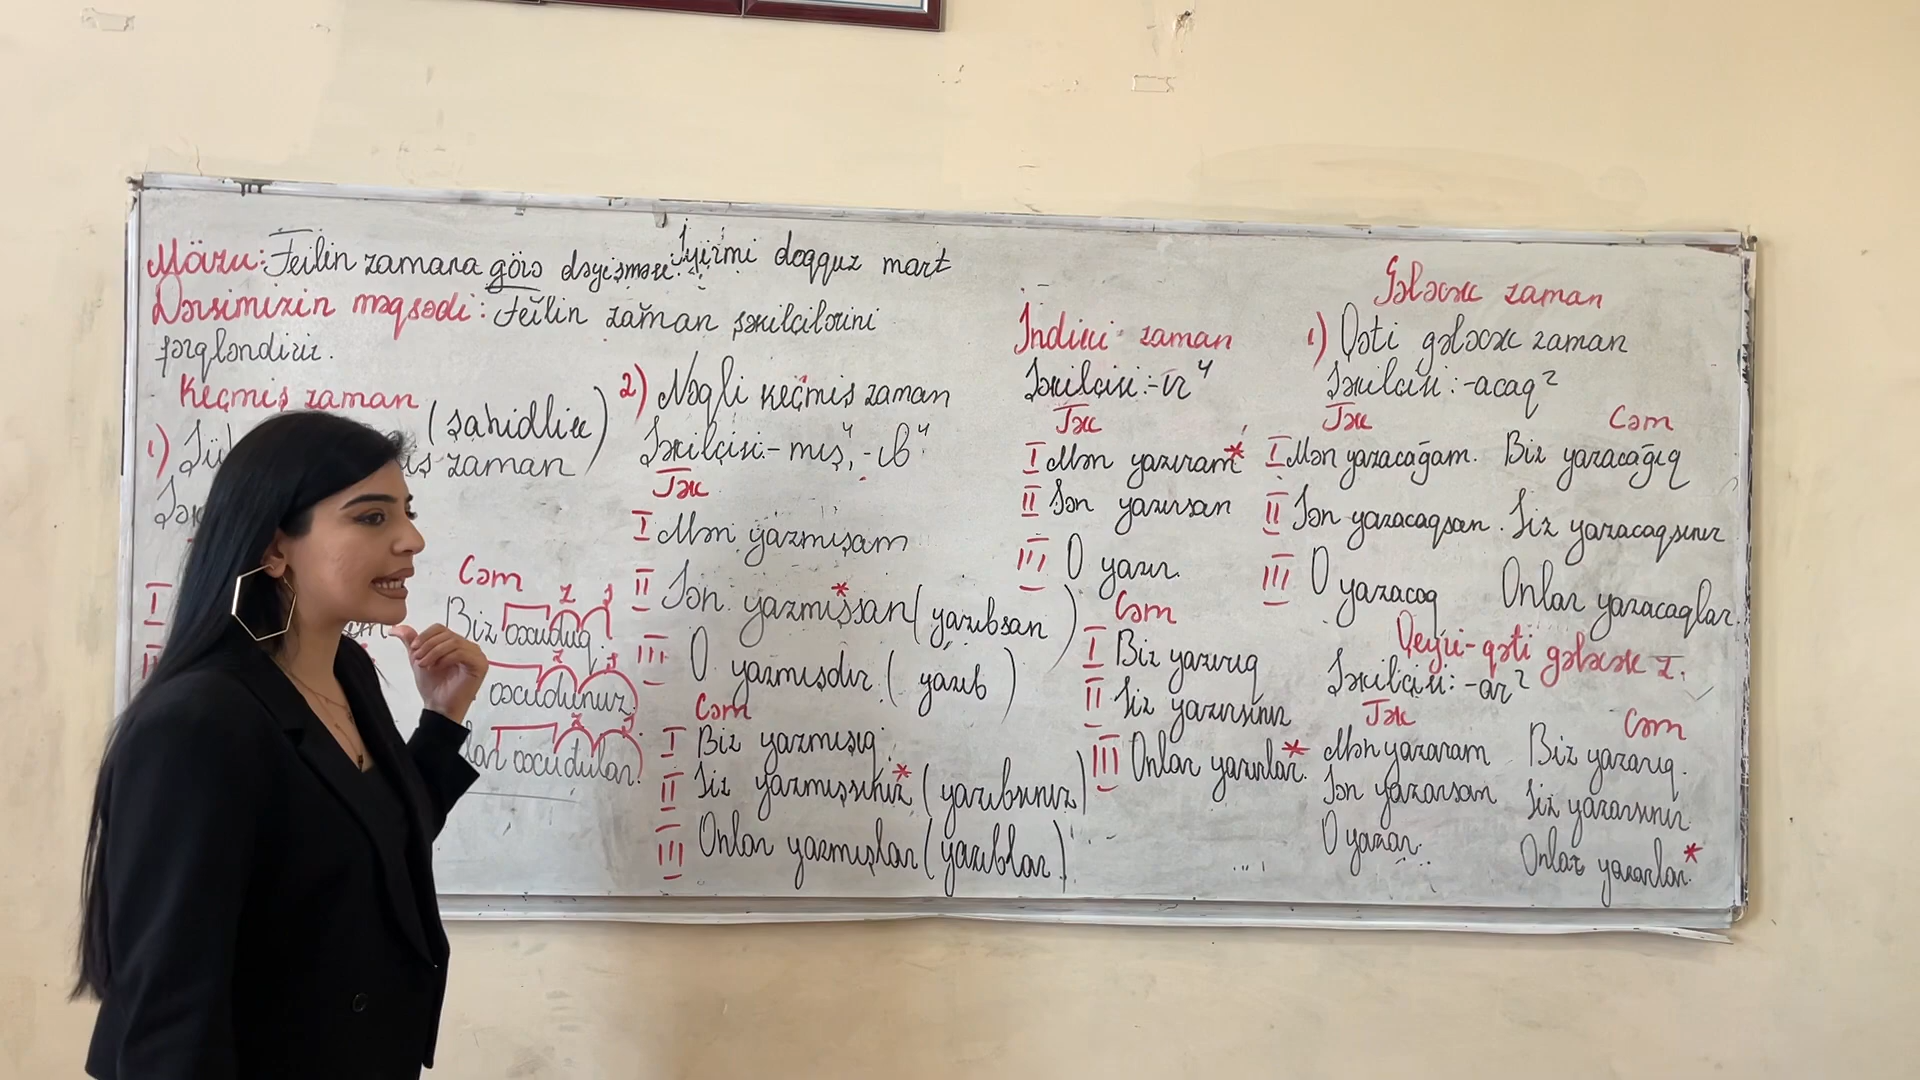 İyirmi doqquz mart
Mövzu: Feilin zamana görə dəyişməsi.
Dərsimizin məqsədi: Feilin zaman şəkilçilərini
fərqləndirir.
Keçmiş zaman
1) (şahidlik)
zaman
I
II
Cəm
Biz oxuduq.
oxudunuz
oxudular.
2) Nəqli keçmiş zaman
Şəkilçisi - mış⁴, -ıb⁴
Tək
I Mən yazmışam
II Sən yazmışsan* (yazıbsan)
III O yazmışdır (yazıb)
Cəm
I Biz yazmışıq
II Siz yazmışsınız* (yazıbsınız)
III Onlar yazmışlar (yazıblar)
İndiki zaman
Şəkilçisi: -ır⁴
Tək
I Mən yazıram*
II Sən yazırsan
III O yazır.
Cəm
I Biz yazırıq
II Siz yazırsınız
III Onlar yazırlar.*
Gələcək zaman
1) Qəti gələcək zaman
Şəkilçisi: -acaq²
Tək Cəm
I Mən yazacağam. Biz yazacağıq
II Sən yazacaqsan. Siz yazacaqsınız
III O yazacaq Onlar yazacaqlar.
Qeyri-qəti gələcək z.
Şəkilçisi: -ar²
Tək Cəm
Mən yazaram Biz yazarıq.
Sən yazarsan Siz yazarsınız
O yazar. Onlar yazarlar.*